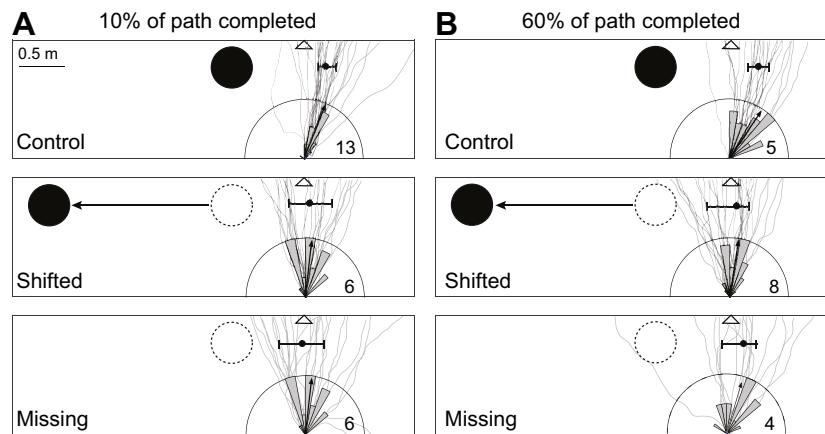 A 10% of path completed
B 60% of path completed
0.5 m
Control
13
Control
5
Shifted
6
Shifted
8
Missing
6
Missing
4